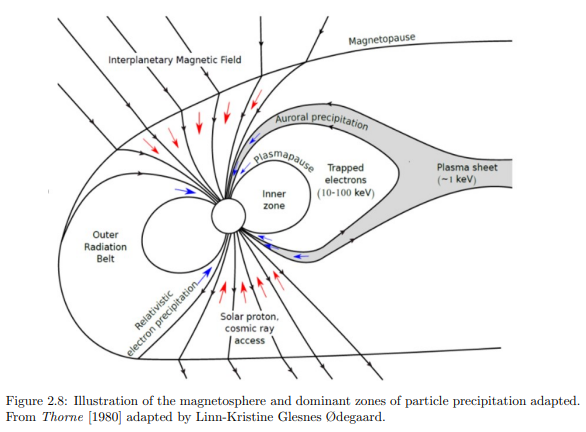 Magnetopause
Interplanetary Magnetic Field
Auroral precipitation
Plasmapause
Trapped
electrons
(10-100 keV)
Plasma sheet
(~1 keV)
Inner
zone
Outer
Radiation
Belt
Relativistic
electron precipitation
Solar proton,
cosmic ray
access
Figure 2.8: Illustration of the magnetosphere and dominant zones of particle precipitation adapted.
From Thorne [1980] adapted by Linn-Kristine Glesnes Ødegaard.